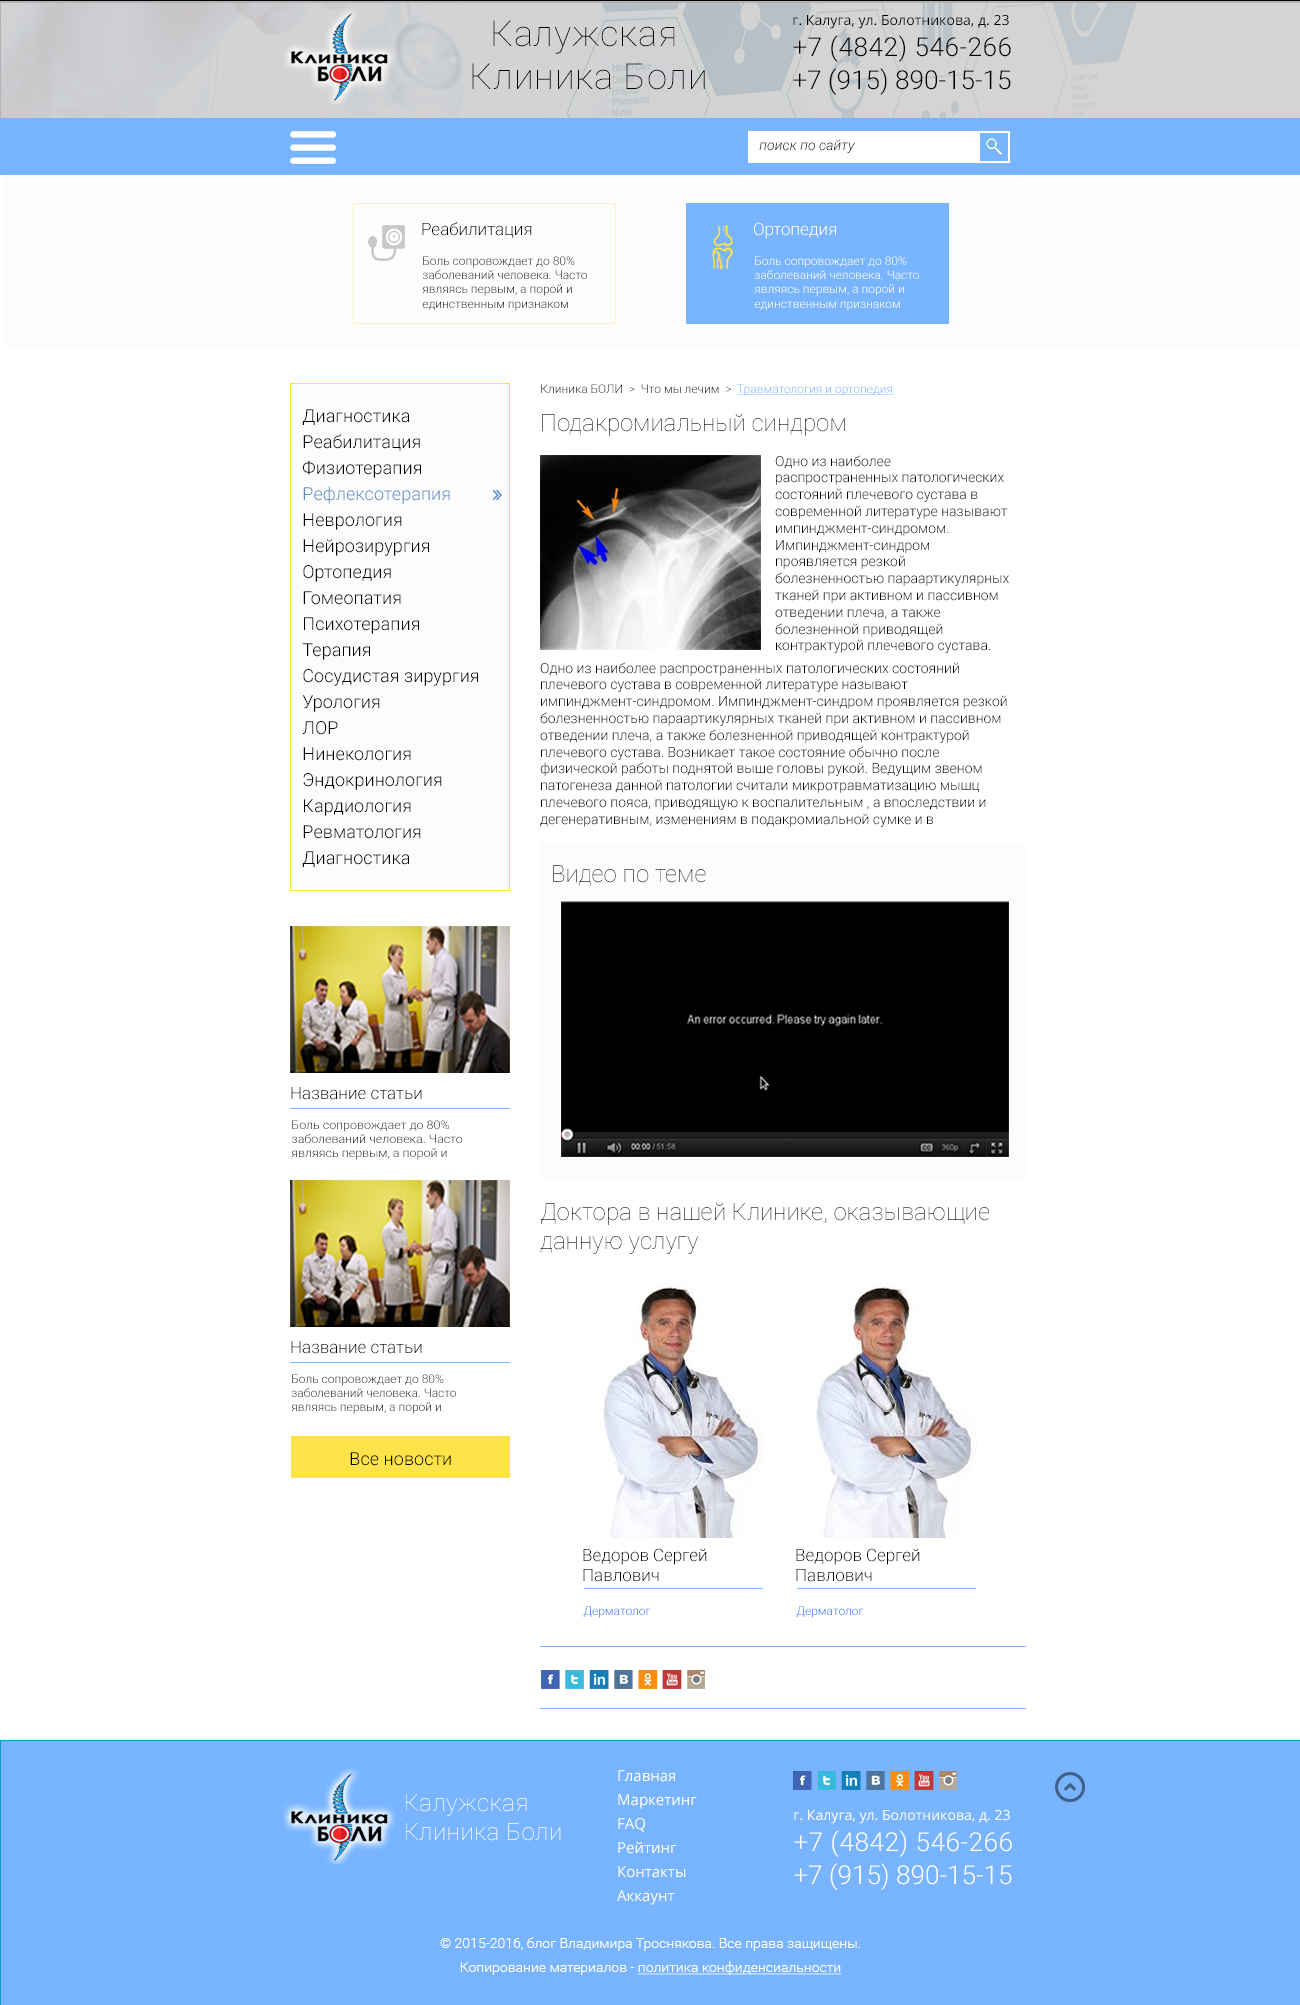 Клиника
БОЛИ
Калужская
Клиника Боли
г. Калуга, ул. Болотникова, д. 23
+7 (4842) 546-266
+7 (915) 890-15-15
поиск по сайту
Реабилитация
Боль сопровождает до 80%
заболеваний человека. Часто
являясь первым, а порой и
единственным признаком
Ортопедия
Боль сопровождает до 80%
заболеваний человека. Часто
являясь первым, а порой и
единственным признаком
Диагностика
Реабилитация
Физиотерапия
Рефлексотерапия »
Неврология
Нейрозирургия
Ортопедия
Гомеопатия
Психотерапия
Терапия
Сосудистая зирургия
Урология
ЛОР
Нинекология
Эндокринология
Кардиология
Ревматология
Диагностика
Название статьи
Боль сопровождает до 80%
заболеваний человека. Часто
являясь первым, а порой и
Название статьи
Боль сопровождает до 80%
заболеваний человека. Часто
являясь первым, а порой и
Все новости
Клиника БОЛИ > Что мы лечим > Травматология и ортопедия
Подакромиальный синдром
Одно из наиболее
распространенных патологических
состояний плечевого сустава в
современной литературе называют
импинджмент-синдромом.
Импинджмент-синдром
проявляется резкой
болезненностью параартикулярных
тканей при активном и пассивном
отведении плеча, а также
болезненной приводящей
контрактурой плечевого сустава.
Одно из наиболее распространенных патологических состояний
плечевого сустава в современной литературе называют
импинджмент-синдромом. Импинджмент-синдром проявляется резкой
болезненностью параартикулярных тканей при активном и пассивном
отведении плеча, а также болезненной приводящей контрактурой
плечевого сустава. Возникает такое состояние обычно после
физической работы поднятой выше головы рукой. Ведущим звеном
патогенеза данной патологии считали микротравматизацию мышц
плечевого пояса, приводящую к воспалительным , а впоследствии и
дегенеративным, изменениям в подакромиальной сумке и в
Видео по теме
An error occurred. Please try again later.
00:00 / 51:58
360p
Доктора в нашей Клинике, оказывающие
данную услугу
Ведоров Сергей
Павлович
Дерматолог
Ведоров Сергей
Павлович
Дерматолог
Клиника
БОЛИ
Калужская
Клиника Боли
Главная
Маркетинг
FAQ
Рейтинг
Контакты
Аккаунт
г. Калуга, ул. Болотникова, д. 23
+7 (4842) 546-266
+7 (915) 890-15-15
© 2015-2016, блог Владимира Троснякова. Все права защищены.
Копирование материалов - политика конфиденсиальности